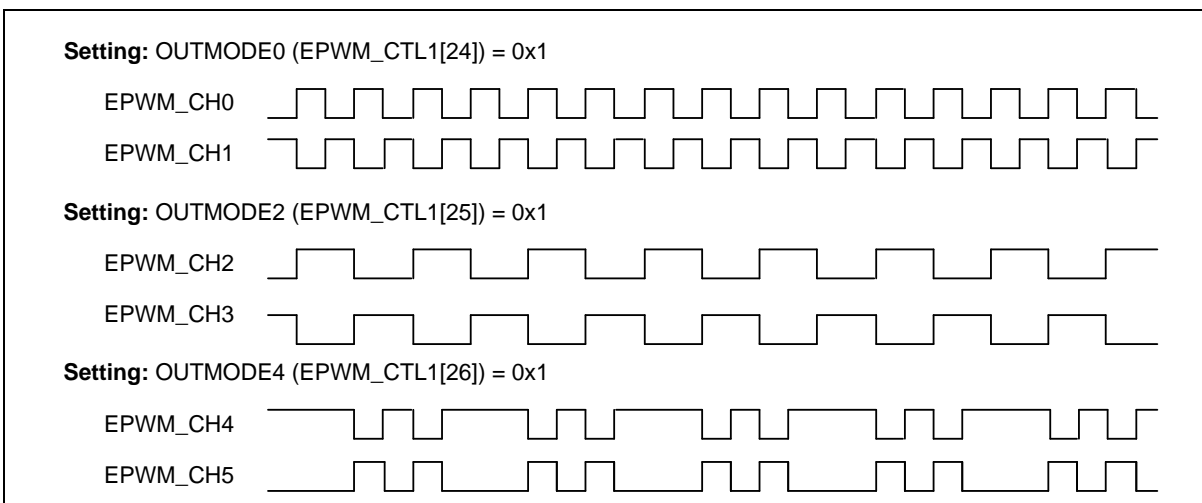 Setting: OUTMODE0 (EPWM_CTL1[24]) = 0x1
EPWM_CH0
EPWM_CH1
Setting: OUTMODE2 (EPWM_CTL1[25]) = 0x1
EPWM_CH2
EPWM_CH3
Setting: OUTMODE4 (EPWM_CTL1[26]) = 0x1
EPWM_CH4
EPWM_CH5